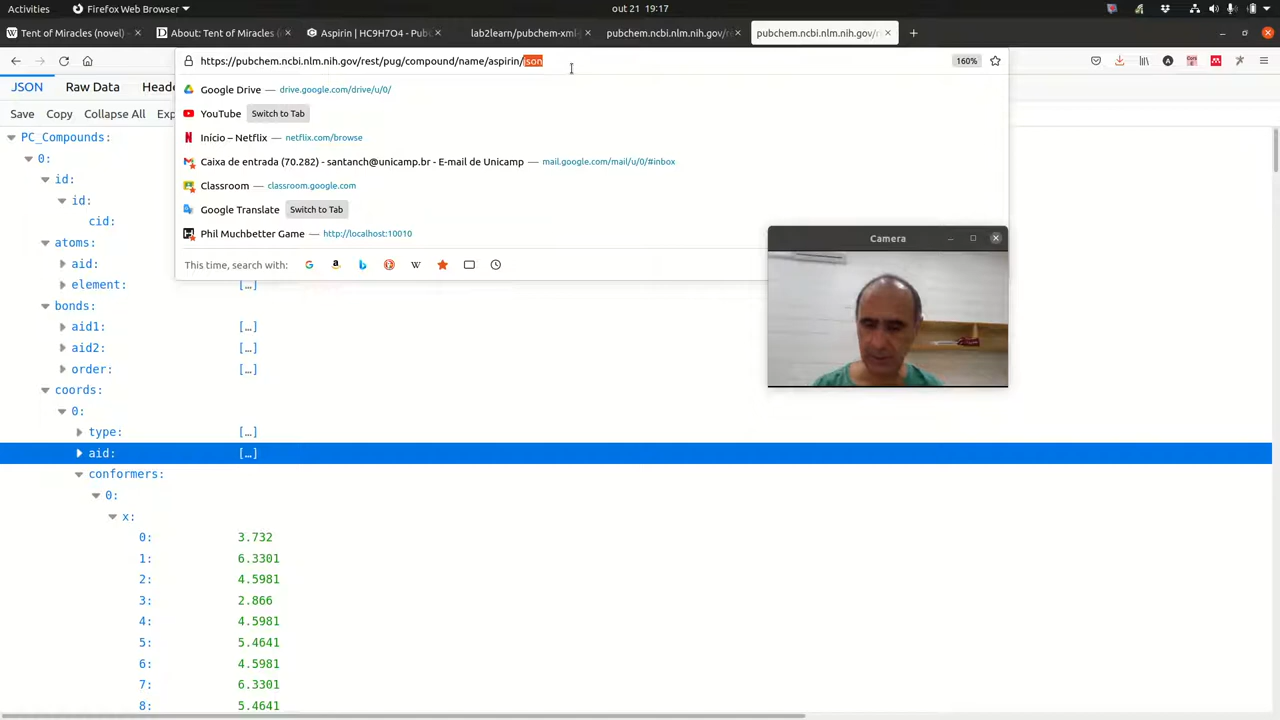 Activities Firefox Web Browser out 21 19:17
Tent of Miracles (novel) - About: Tent of Miracles ( Aspirin | HC9H7O4 - PubC lab2learn/pubchem-xml- pubchem.ncbi.nlm.nih.gov/re pubchem.ncbi.nlm.nih.gov/re
https://pubchem.ncbi.nlm.nih.gov/rest/pug/compound/name/aspirin/json 160%
JSON Raw Data Heade
Google Drive — drive.google.com/drive/u/0/
Save Copy Collapse All Exp
YouTube Switch to Tab
PC_Compounds:
Início – Netflix — netflix.com/browse
0:
Caixa de entrada (70.282) - santanch@unicamp.br - E-mail de Unicamp — mail.google.com/mail/u/0/#inbox
id:
Classroom — classroom.google.com
id:
Google Translate Switch to Tab
cid:
Phil Muchbetter Game — http://localhost:10010
atoms:
aid:
This time, search with:
element: […]
bonds:
aid1: […]
aid2: […]
order: […]
coords:
0:
type: […]
aid: […]
conformers:
0:
x:
0: 3.732
1: 6.3301
2: 4.5981
3: 2.866
4: 4.5981
5: 5.4641
6: 4.5981
7: 6.3301
8: 5.4641
Camera